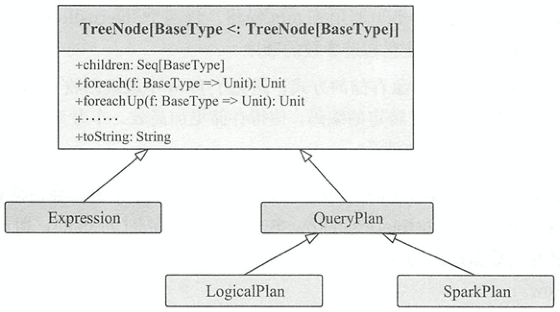 TreeNode[BaseType <: TreeNode[BaseType]]
+children: Seq[BaseType]
+foreach(f: BaseType => Unit): Unit
+foreachUp(f: BaseType => Unit): Unit
+······
+toString: String
Expression
QueryPlan
LogicalPlan
SparkPlan